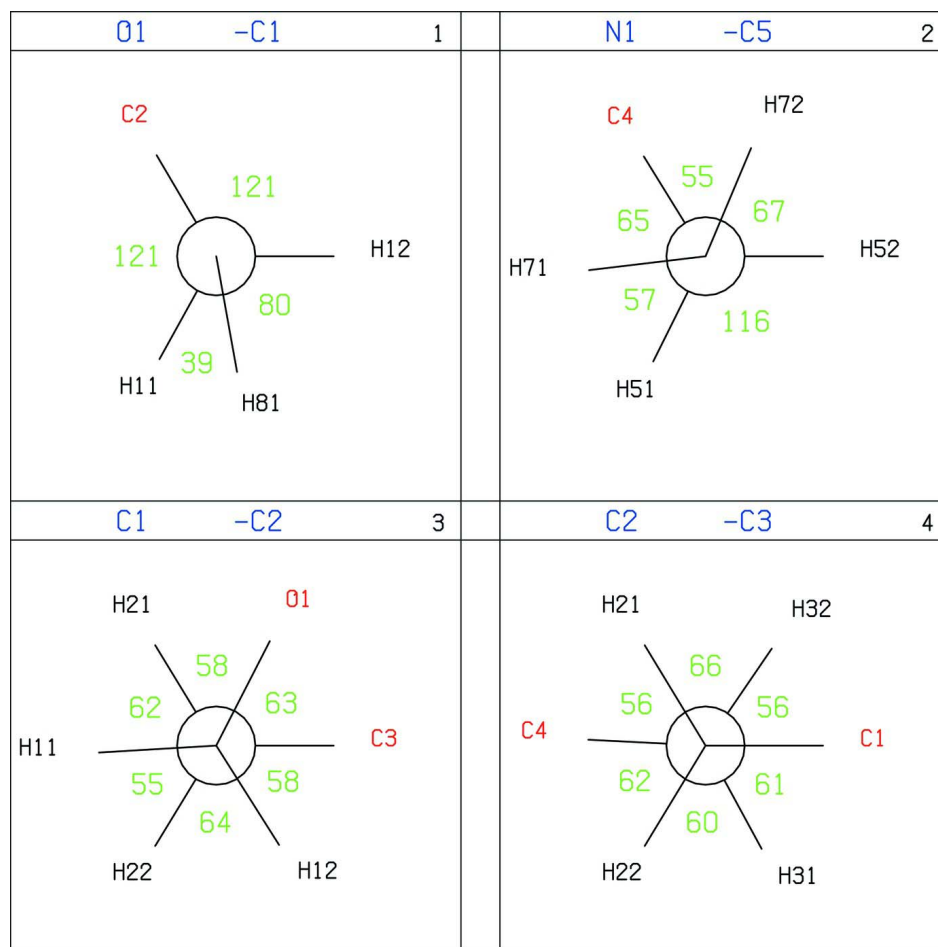 O1 -C1 1
N1 -C5 2
C2
121
121
H12
80
39
H11
H81
C4
H72
55
65
67
H52
H71
57
116
H51
C1 -C2 3
C2 -C3 4
H21
O1
58
62
63
H11
C3
55
58
64
H22
H12
H21
H32
66
56
56
C4
C1
62
61
60
H22
H31